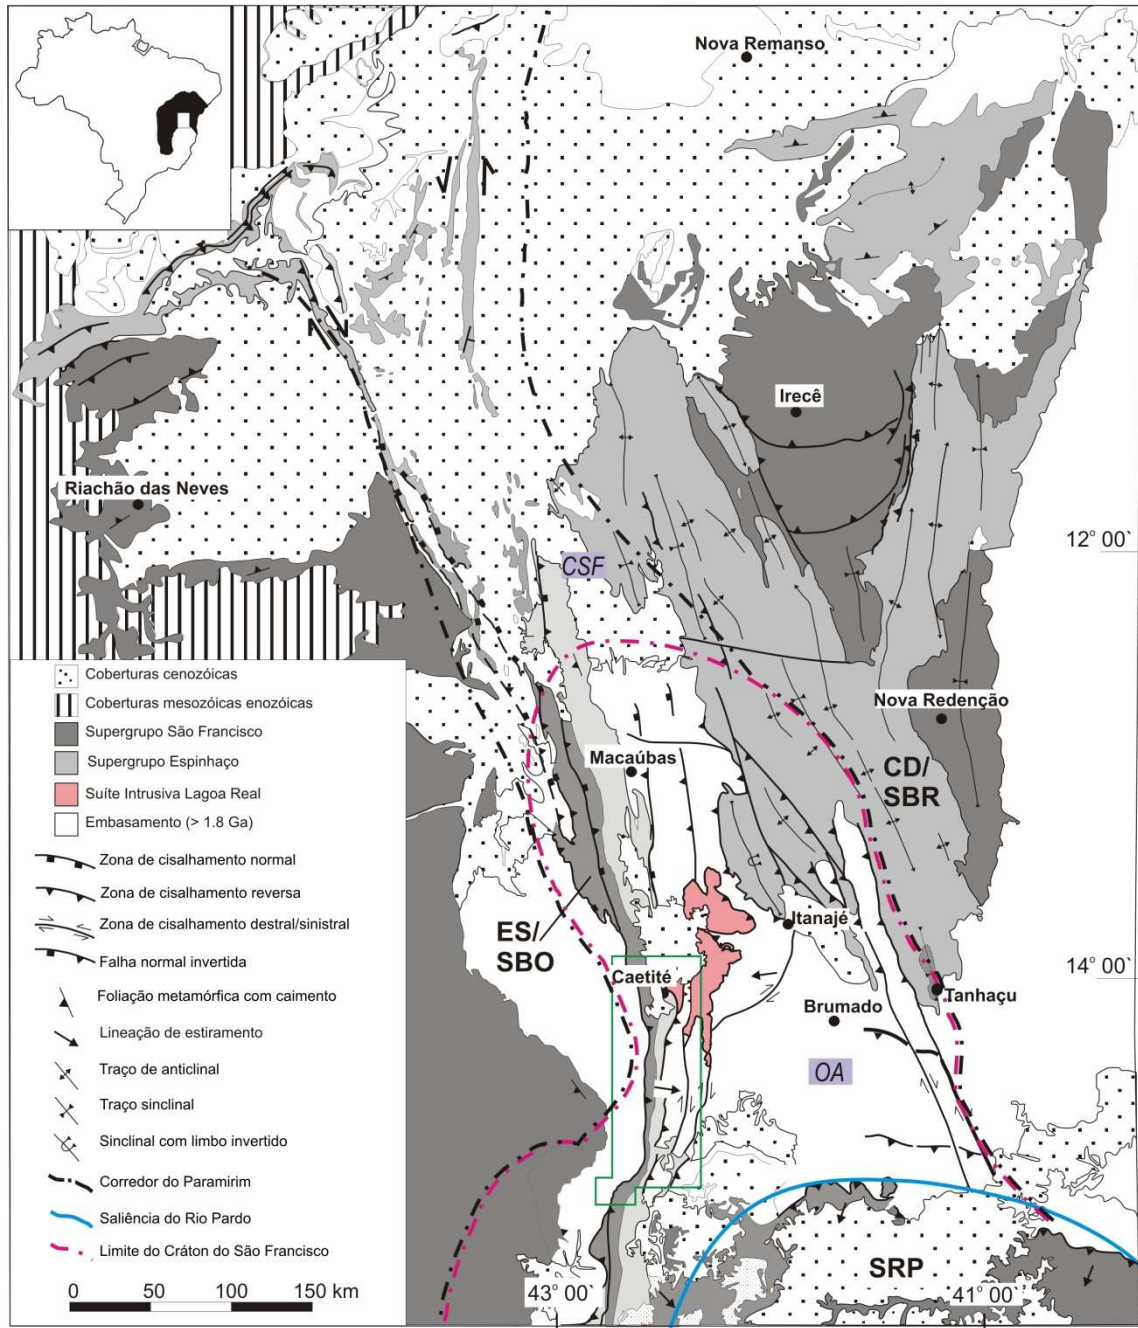 Nova Remanso
Irecê
Riachão das Neves
12° 00`
CSF
Nova Redenção
Macaúbas
CD/
SBR
ES/
SBO
Itanajé
14° 00`
Caetité
Tanhaçu
Brumado
OA
SRP
43° 00'
41° 00'
Coberturas cenozóicas
Coberturas mesozóicas enozóicas
Supergrupo São Francisco
Supergrupo Espinhaço
Suíte Intrusiva Lagoa Real
Embasamento (> 1.8 Ga)
Zona de cisalhamento normal
Zona de cisalhamento reversa
Zona de cisalhamento destral/sinistral
Falha normal invertida
Foliação metamórfica com caimento
Lineação de estiramento
Traço de anticlinal
Traço sinclinal
Sinclinal com limbo invertido
Corredor do Paramirim
Saliência do Rio Pardo
Limite do Cráton do São Francisco
0 50 100 150 km